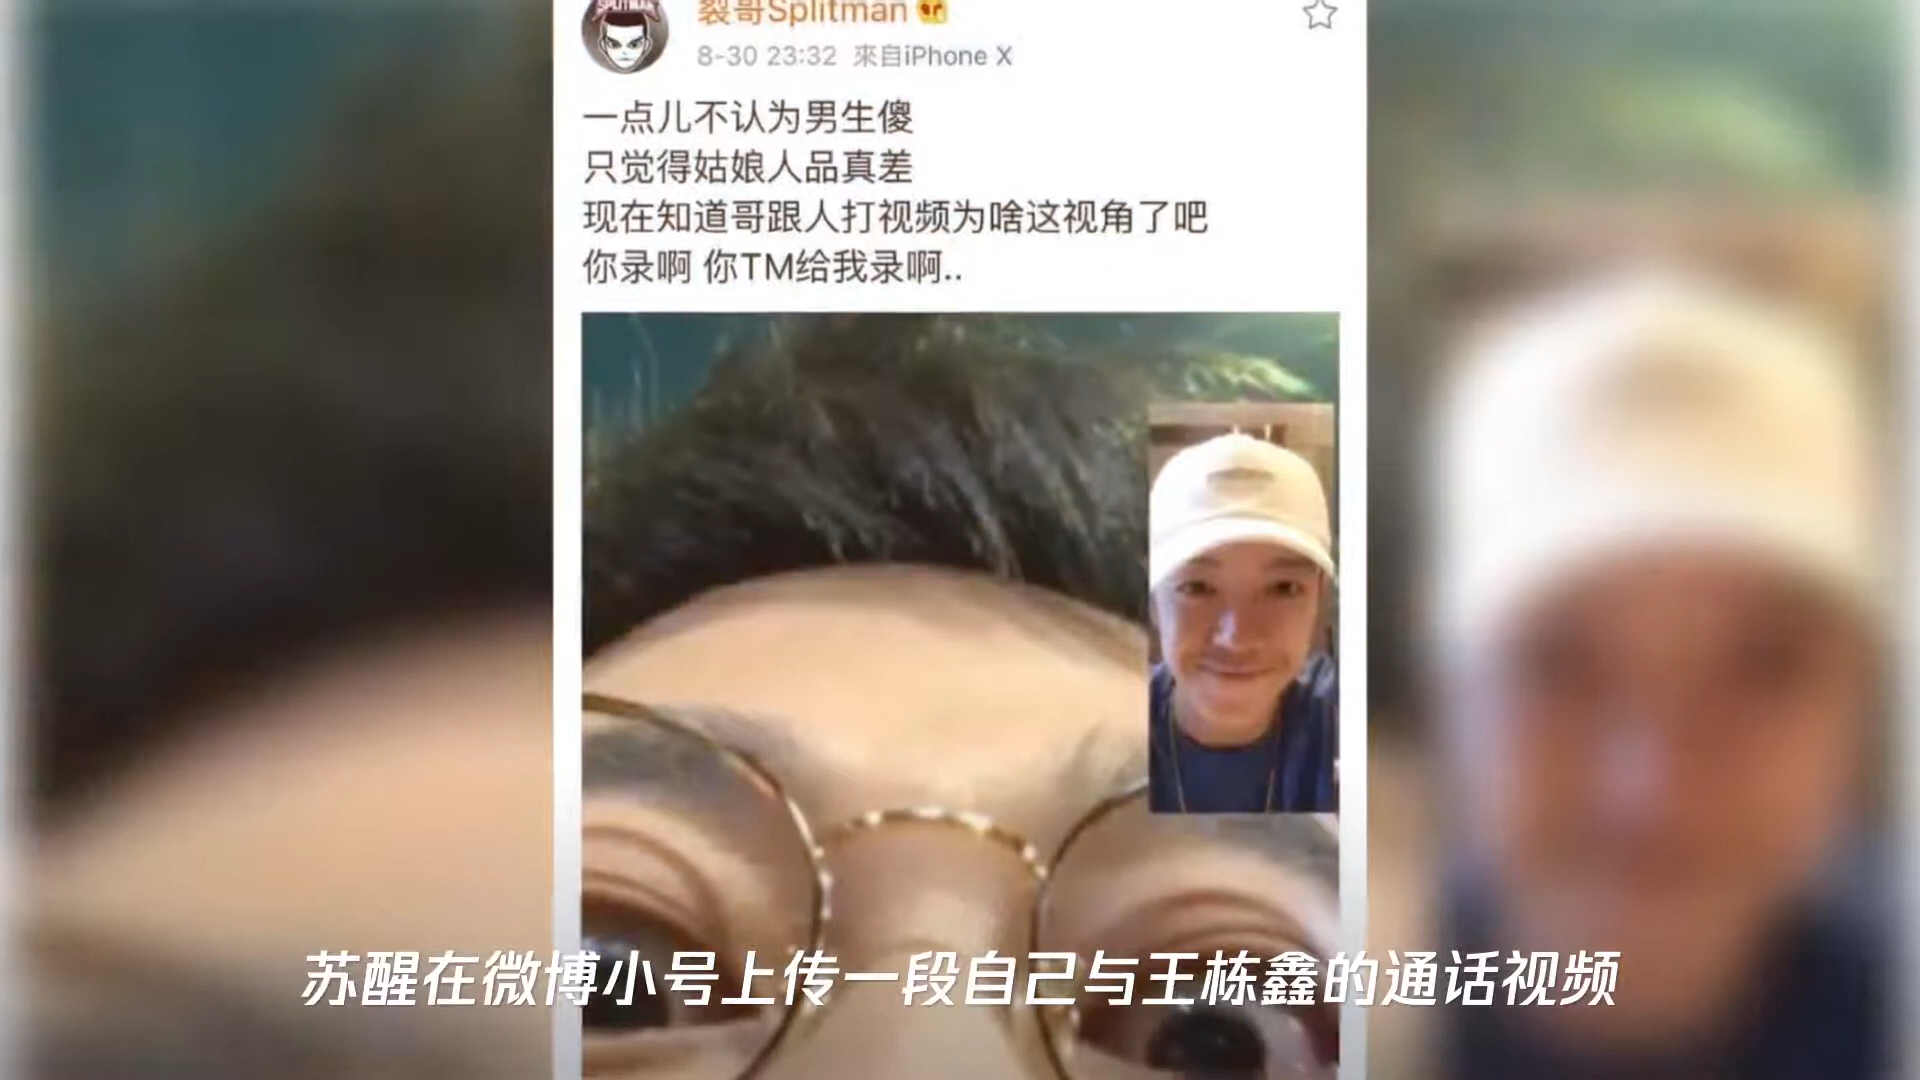 SPLITMAN
裂哥Splitman
8-30 23:32 來自iPhone X
一点儿不认为男生傻
只觉得姑娘人品真差
现在知道哥跟人打视频为啥这视角了吧
你录啊 你TM给我录啊..
苏醒在微博小号上传一段自己与王栋鑫的通话视频